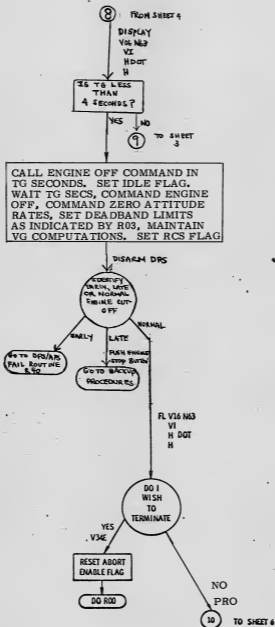 8 FROM SHEET 4
DISPLAY
V06 N63
VI
HDOT
H
IS TG LESS
THAN
4 SECONDS?
YES
NO
9 TO SHEET
3
CALL ENGINE OFF COMMAND IN
TG SECONDS. SET IDLE FLAG.
WAIT TG SECS, COMMAND ENGINE
OFF, COMMAND ZERO ATTITUDE
RATES, SET DEADBAND LIMITS
AS INDICATED BY R03, MAINTAIN
VG COMPUTATIONS. SET RCS FLAG
DISARM DPS
IDENTIFY
EARLY, LATE
OR NORMAL
ENGINE CUT-
OFF
EARLY
LATE
NORMAL
PUSH ENGINE
STOP BUTTON
GO TO DPS/APS
FAIL ROUTINE
R40
GO TO BACKUP
PROCEDURES
FL V16 N63
VI
H DOT
H
DO I
WISH
TO
TERMINATE
YES
V34E
NO
PRO
RESET ABORT
ENABLE FLAG
DO R00
10 TO SHEET 6